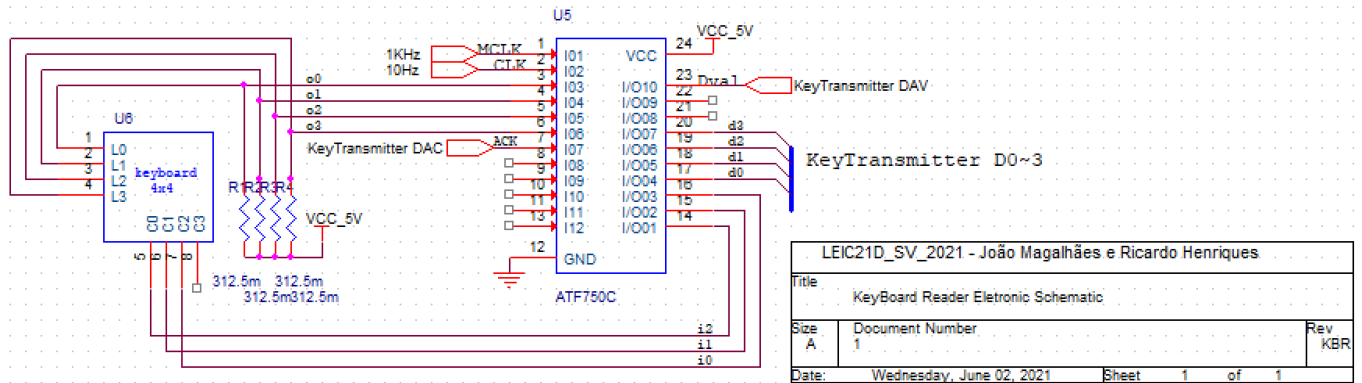 U5
VCC_5V
1KHz
10Hz
MCLK
CLK
1
2
3
4
5
6
7
8
9
10
11
13
12
I01
I02
I03
I04
I05
I06
I07
I08
I09
I10
I11
I12
GND
VCC
I/O10
I/O09
I/O08
I/O07
I/O06
I/O05
I/O04
I/O03
I/O02
I/O01
24
23
22
21
20
19
18
17
16
15
14
Dval
KeyTransmitter DAV
o0
o1
o2
o3
KeyTransmitter DAC
ACK
d3
d2
d1
d0
KeyTransmitter D0~3
U6
1
2
3
4
L0
L1
L2
L3
keyboard
4x4
C0
C1
C2
C3
5
6
7
8
R1
R2
R3
R4
VCC_5V
312.5m
312.5m
312.5m
312.5m
ATF750C
i2
i1
i0
LEIC21D_SV_2021 - João Magalhães e Ricardo Henriques
Title
KeyBoard Reader Eletronic Schematic
Size
A
Document Number
1
Rev
KBR
Date:
Wednesday, June 02, 2021
Sheet
1
of
1